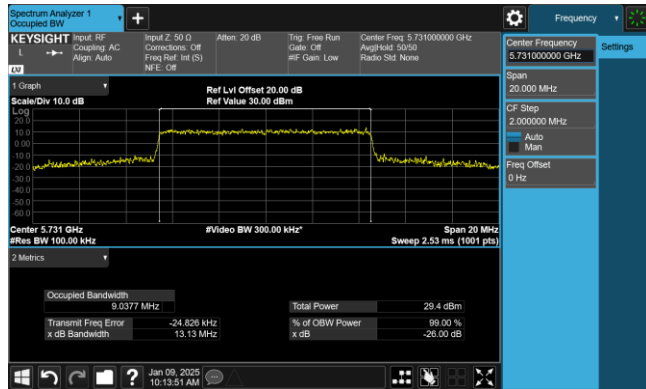 Spectrum Analyzer 1
Occupied BW
Frequency
KEYSIGHT
L
LXI
Input: RF
Coupling: AC
Align: Auto
Input Z: 50 Ω
Corrections: Off
Freq Ref: Int (S)
NFE: Off
Atten: 20 dB
Trig: Free Run
Gate: Off
#IF Gain: Low
Center Freq: 5.731000000 GHz
Avg|Hold: 50/50
Radio Std: None
Center Frequency
5.731000000 GHz
Settings
Span
20.000 MHz
CF Step
2.000000 MHz
Auto
Man
Freq Offset
0 Hz
1 Graph
Scale/Div 10.0 dB
Ref Lvl Offset 20.00 dB
Ref Value 30.00 dBm
Log
20.0
10.0
0.00
-10.0
-20.0
-30.0
-40.0
-50.0
-60.0
Center 5.731 GHz
#Video BW 300.00 kHz*
Span 20 MHz
#Res BW 100.00 kHz
Sweep 2.53 ms (1001 pts)
2 Metrics
Occupied Bandwidth
9.0377 MHz
Total Power 29.4 dBm
Transmit Freq Error -24.826 kHz
% of OBW Power 99.00 %
x dB Bandwidth 13.13 MHz
x dB -26.00 dB
Jan 09, 2025
10:13:51 AM